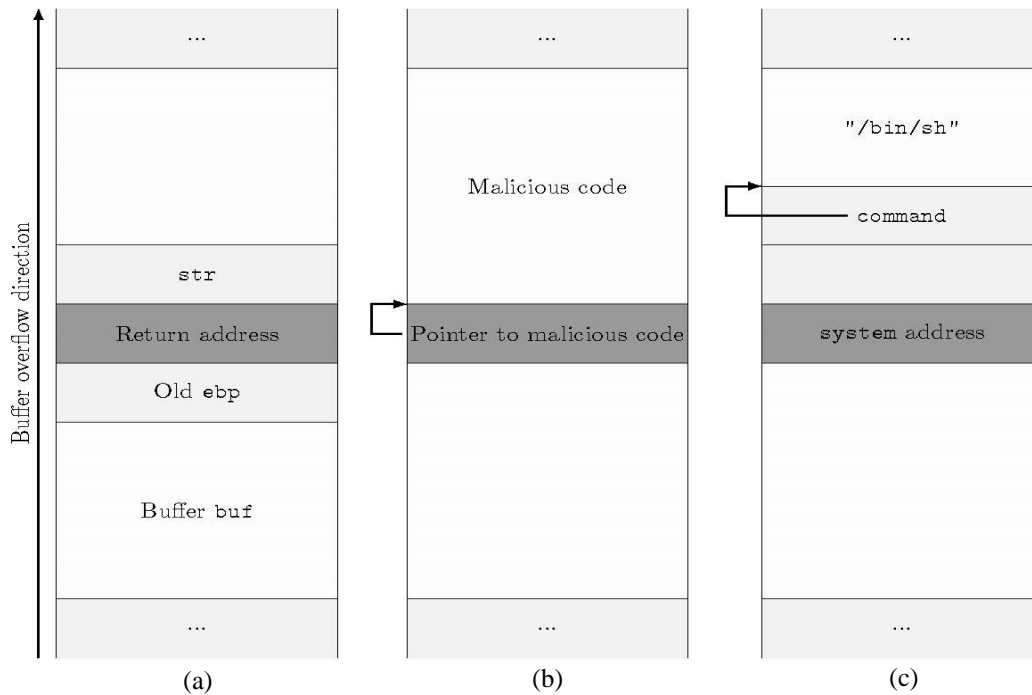 Buffer overflow direction
...
str
Return address
Old ebp
Buffer buf
...
(a)
...
Malicious code
Pointer to malicious code
...
(b)
...
"/bin/sh"
command
system address
...
(c)